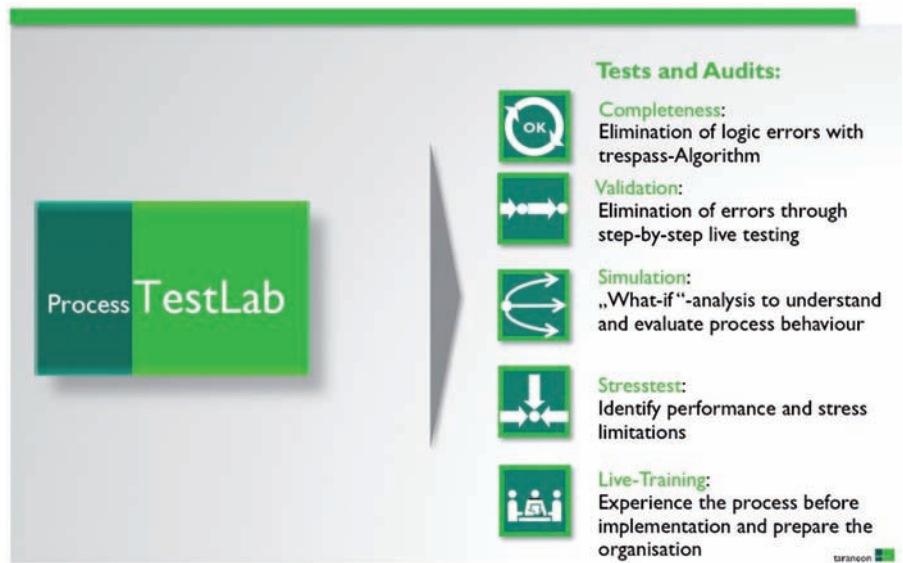 Tests and Audits:
OK
Completeness:
Elimination of logic errors with
trespass-Algorithm
Validation:
Elimination of errors through
step-by-step live testing
Process TestLab
Simulation:
„What-if“-analysis to understand
and evaluate process behaviour
Stresstest:
Identify performance and stress
limitations
Live-Training:
Experience the process before
implementation and prepare the
organisation
taraneon